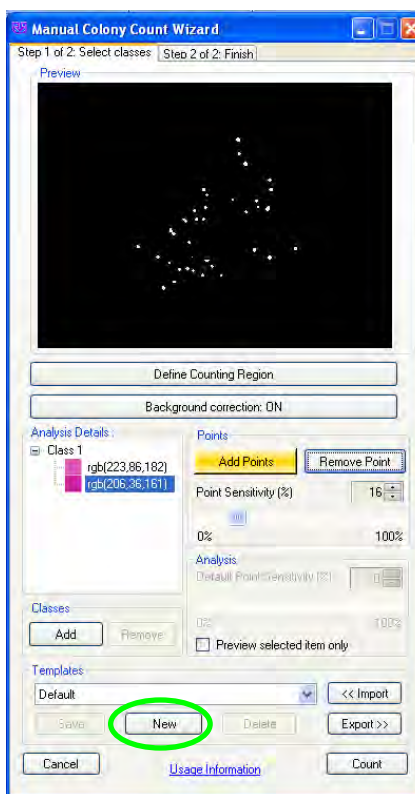 Manual Colony Count Wizard
Step 1 of 2: Select classes Step 2 of 2: Finish
Preview
Define Counting Region
Background correction: ON
Analysis Details :
Class 1
rgb(223,86,182)
rgb(206,36,161)
Points
Add Points Remove Point
Point Sensitivity (%) 16
0% 100%
Analysis
Default Point Sensitivity (%) 0
0% 100%
Preview selected item only
Classes
Add Remove
Templates
Default << Import
Save New Delete Export >>
Cancel Usage Information Count